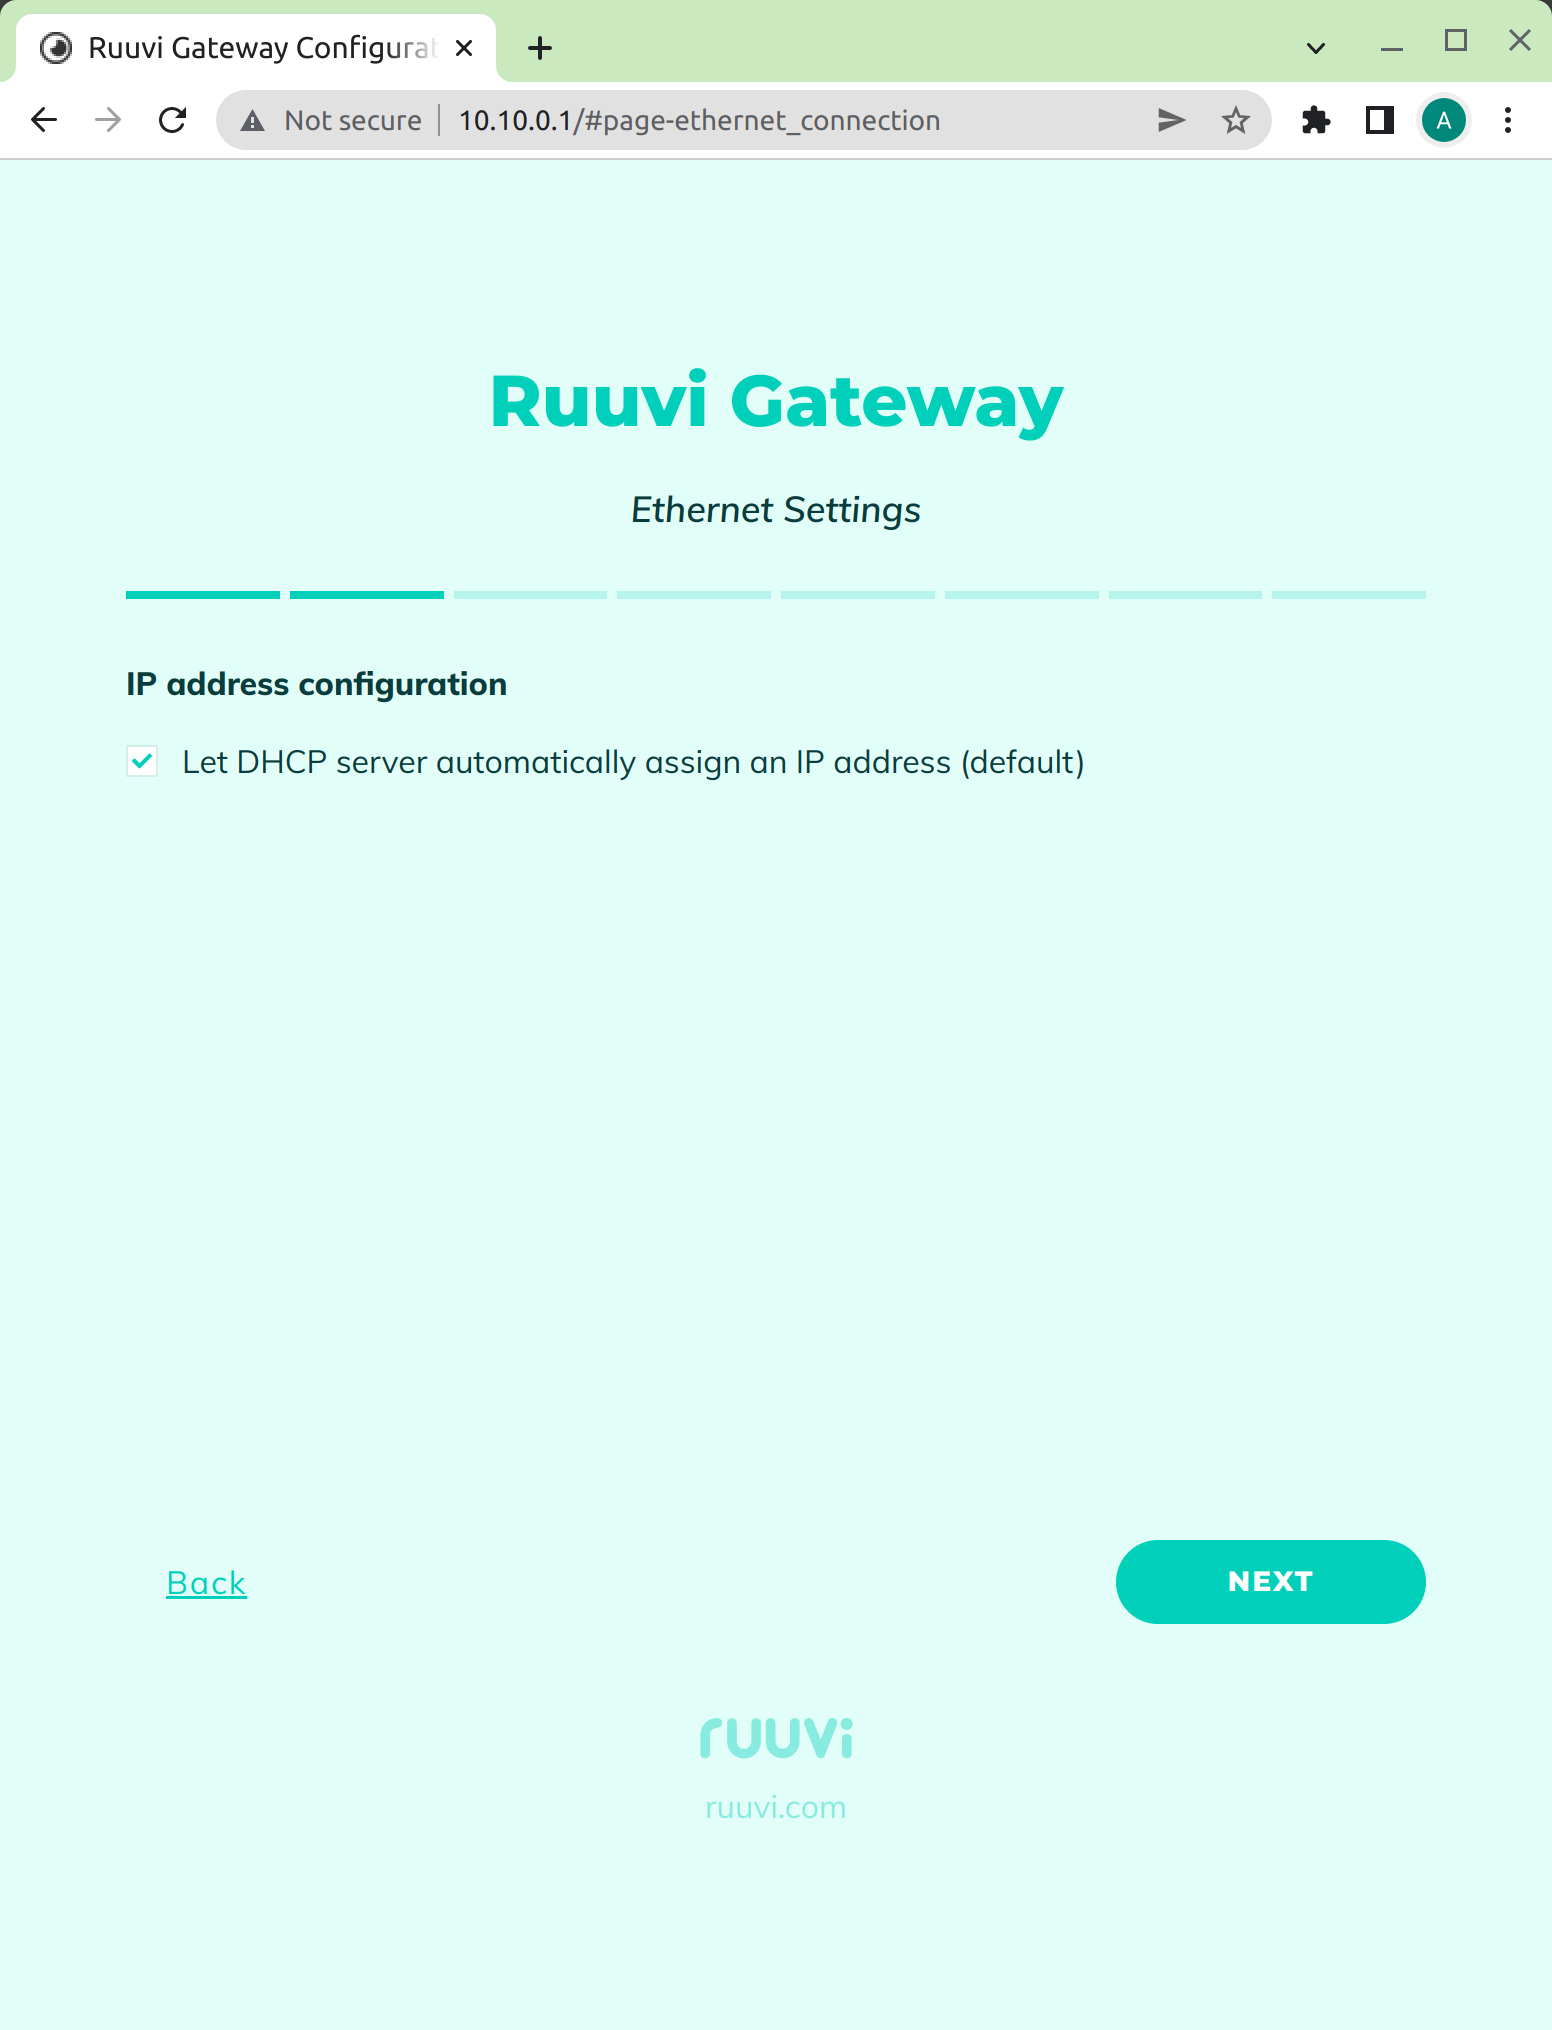 Ruuvi Gateway Configurat
Not secure
10.10.0.1/#page-ethernet_connection
A
Ruuvi Gateway
Ethernet Settings
IP address configuration
Let DHCP server automatically assign an IP address (default)
Back
NEXT
ruuvi
ruuvi.com